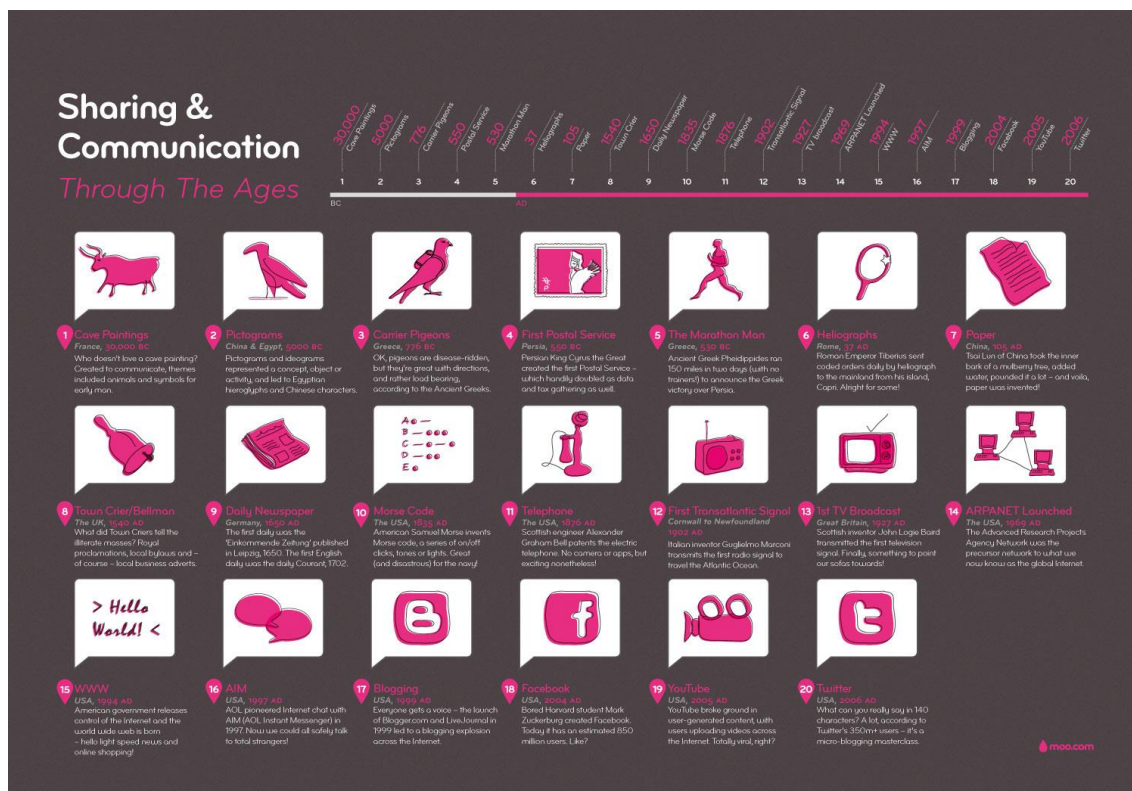 Sharing &
Communication
Through The Ages
30,000
Cave Paintings
5000
Pictograms
776
Carrier Pigeons
550
Postal Service
530
Marathon Man
37
Heliographs
105
Paper
1540
Town Crier
1650
Daily Newspaper
1835
Morse Code
1876
Telephone
1902
Transatlantic Signal
1927
TV broadcast
1969
ARPANET Launched
1994
WWW
1997
AIM
1999
Blogging
2004
Facebook
2005
YouTube
2006
Twitter
1 2 3 4 5 6 7 8 9 10 11 12 13 14 15 16 17 18 19 20
BC AD
1 Cave Paintings
France, 30,000 BC
Who doesn't love a cave painting?
Created to communicate, themes
included animals and symbols for
early man.
2 Pictograms
China & Egypt, 5000 BC
Pictograms and ideograms
represented a concept, object or
activity, and led to Egyptian
hieroglyphs and Chinese characters.
3 Carrier Pigeons
Greece, 776 BC
OK, pigeons are disease-ridden,
but they're great with directions,
and rather load bearing,
according to the Ancient Greeks.
4 First Postal Service
Persia, 550 BC
Persian King Cyrus the Great
created the first Postal Service –
which handily doubled as data
and tax gathering as well.
5 The Marathon Man
Greece, 530 BC
Ancient Greek Pheidippides ran
150 miles in two days (with no
trainers!) to announce the Greek
victory over Persia.
6 Heliographs
Rome, 37 AD
Roman Emperor Tiberius sent
coded orders daily by heliograph
to the mainland from his island,
Capri. Alright for some!
7 Paper
China, 105 AD
Tsai Lun of China took the inner
bark of a mulberry tree, added
water, pounded it a lot – and voila,
paper was invented!
8 Town Crier/Bellman
The UK, 1540 AD
What did Town Criers tell the
illiterate masses? Royal
proclamations, local bylaws and –
of course – local business adverts.
9 Daily Newspaper
Germany, 1650 AD
The first daily was the
'Einkommende Zeitung' published
in Leipzig, 1650. The first English
daily was the daily Courant, 1702.
A
B
C
D
E
10 Morse Code
The USA, 1835 AD
American Samuel Morse invents
Morse code, a series of on/off
clicks, tones or lights. Great
(and disastrous) for the navy!
11 Telephone
The USA, 1876 AD
Scottish engineer Alexander
Graham Bell patents the electric
telephone. No camera or apps, but
exciting nonetheless!
12 First Transatlantic Signal
Cornwall to Newfoundland
1902 AD
Italian inventor Guglielmo Marconi
transmits the first radio signal to
travel the Atlantic Ocean.
13 1st TV Broadcast
Great Britain, 1927 AD
Scottish inventor John Logie Baird
transmitted the first television
signal. Finally, something to point
our sofas towards!
14 ARPANET Launched
The USA, 1969 AD
The Advanced Research Projects
Agency Network was the
precursor network to what we
now know as the global Internet.
> Hello
World! <
15 WWW
USA, 1994 AD
American government releases
control of the Internet and the
world wide web is born
– hello light speed news and
online shopping!
16 AIM
USA, 1997 AD
AOL pioneered Internet chat with
AIM (AOL Instant Messenger) in
1997. Now we could all safely talk
to total strangers!
B
17 Blogging
USA, 1999 AD
Everyone gets a voice – the launch
of Blogger.com and LiveJournal in
1999 led to a blogging explosion
across the Internet.
f
18 Facebook
USA, 2004 AD
Bored Harvard student Mark
Zuckerburg created Facebook.
Today it has an estimated 850
million users. Like?
19 YouTube
USA, 2005 AD
YouTube broke ground in
user-generated content, with
users uploading videos across
the Internet. Totally viral, right?
t
20 Twitter
USA, 2006 AD
What can you really say in 140
characters? A lot, according to
Twitter's 350m+ users – it's a
micro-blogging masterclass.
moo.com